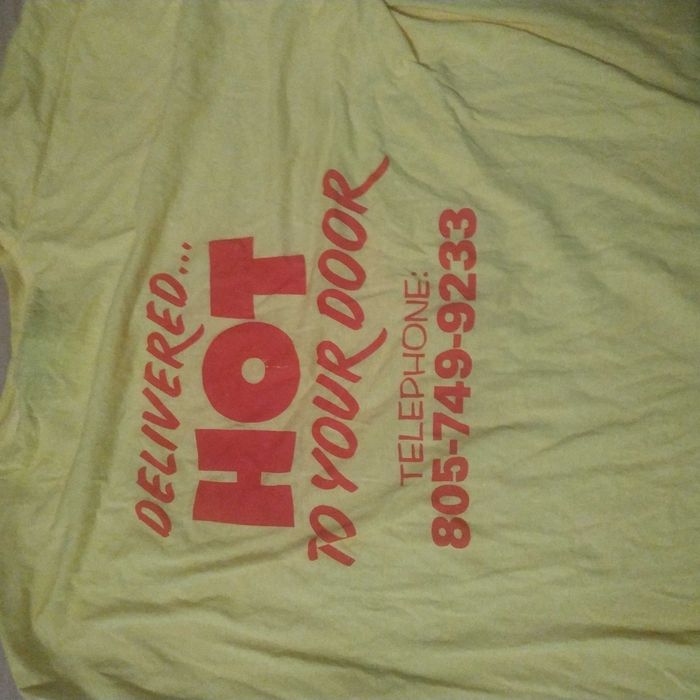 DELIVERED...
HOT
TO YOUR DOOR
TELEPHONE:
805-749-9233